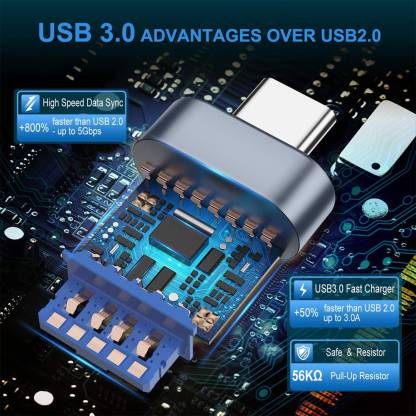 USB 3.0 ADVANTAGES OVER USB2.0
High Speed Data Sync
+800% faster than USB 2.0
- up to 5Gbps
USB3.0 Fast Charger
+50% faster than USB 2.0
up to 3.0A
Safe & Resistor
56KΩ Pull-Up Resistor